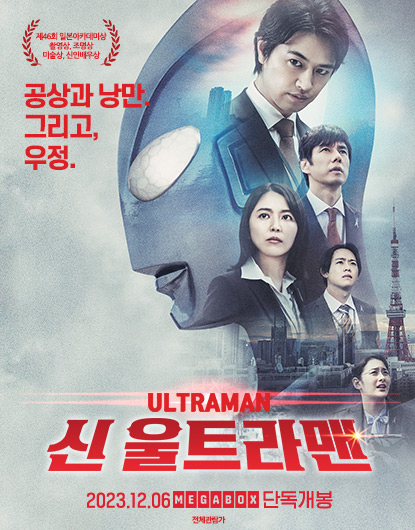 제46회 일본아카데미상
촬영상, 조명상
미술상, 신인배우상
공상과 낭만.
그리고,
우정.
ULTRAMAN
신 울트라맨
2023.12.06 MEGABOX 단독개봉
전체관람가